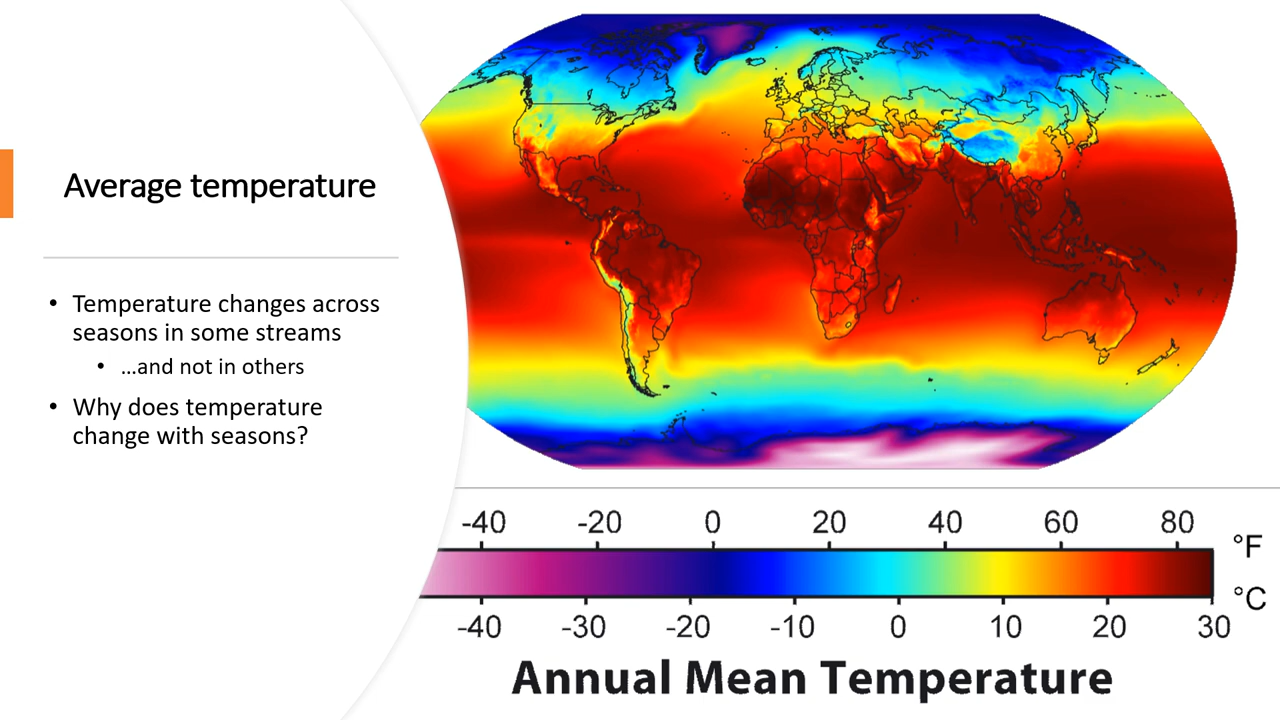 Average temperature
• Temperature changes across
seasons in some streams
• …and not in others
• Why does temperature
change with seasons?
-40 -20 0 20 40 60 80 °F
-40 -30 -20 -10 0 10 20 30 °C
Annual Mean Temperature